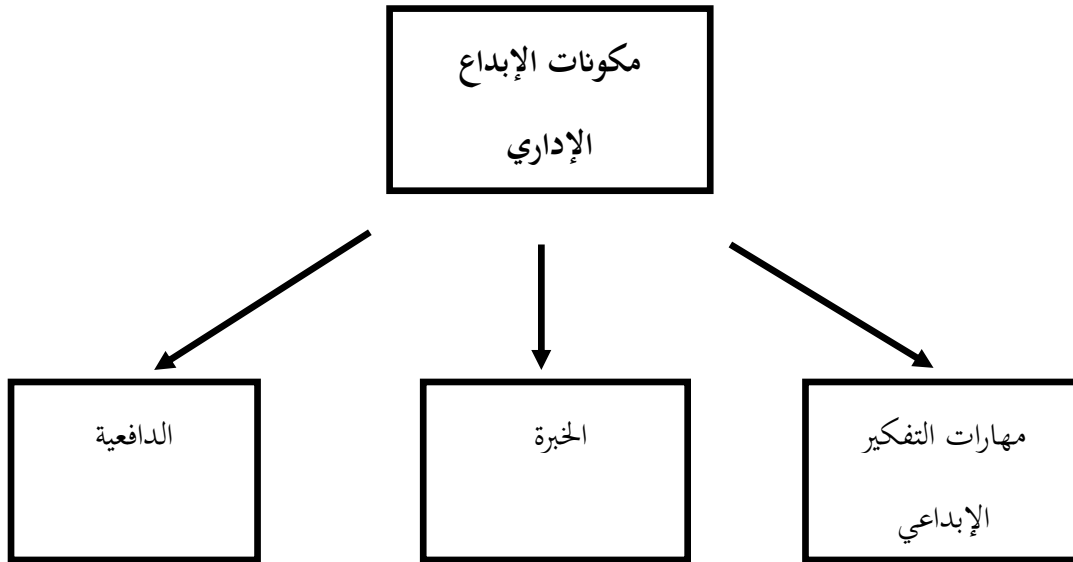 مكونات الإبداع
الإداري
مهارات التفكير
الإبداعي
الخبرة
الدافعية